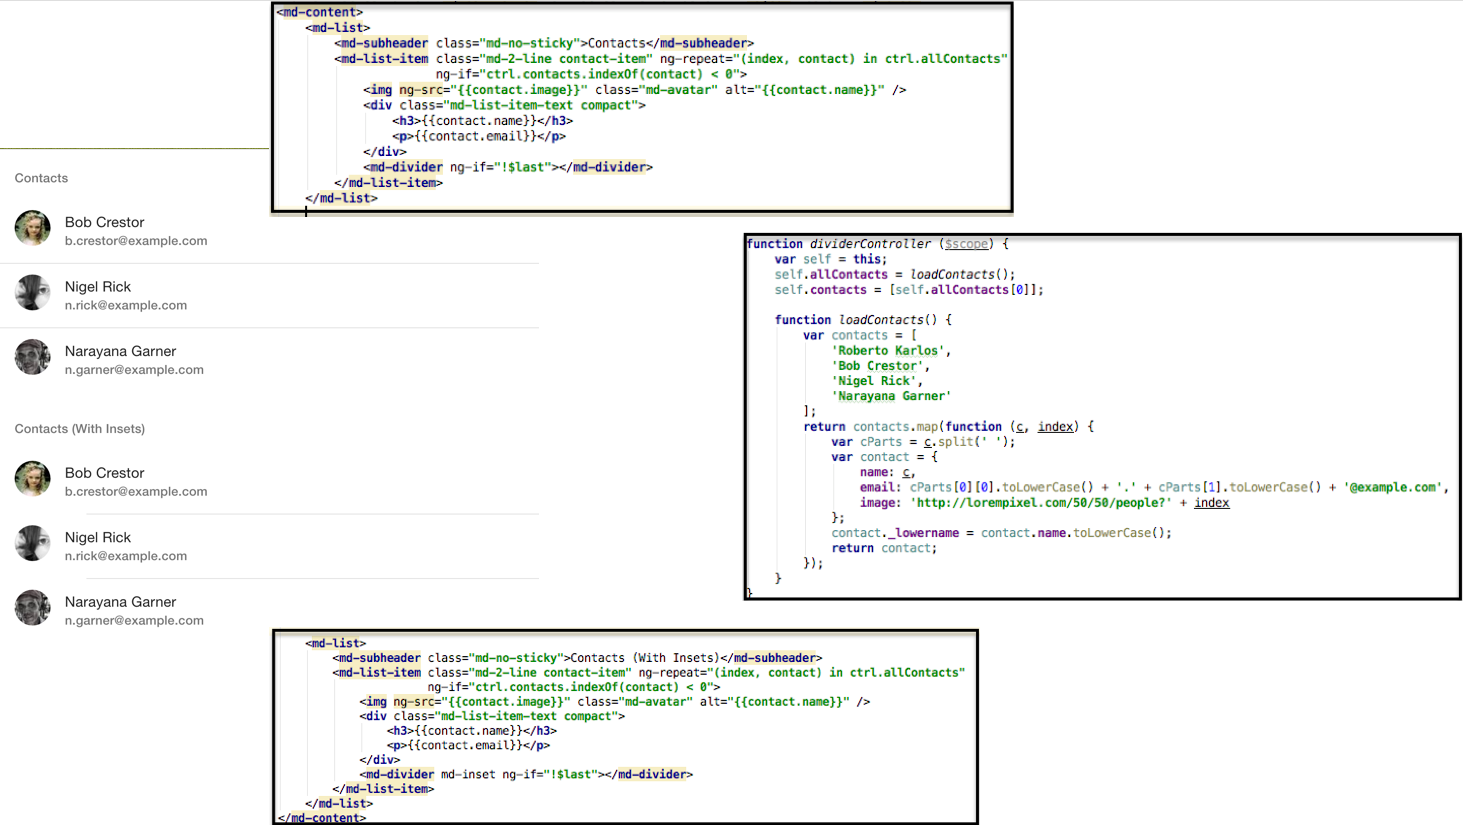 <md-content>
<md-list>
<md-subheader class="md-no-sticky">Contacts</md-subheader>
<md-list-item class="md-2-line contact-item" ng-repeat="(index, contact) in ctrl.allContacts"
ng-if="ctrl.contacts.indexOf(contact) < 0">
<img ng-src="{{contact.image}}" class="md-avatar" alt="{{contact.name}}" />
<div class="md-list-item-text compact">
<h3>{{contact.name}}</h3>
<p>{{contact.email}}</p>
</div>
<md-divider ng-if="!$last"></md-divider>
</md-list-item>
</md-list>
Contacts
Bob Crestor
b.crestor@example.com
Nigel Rick
n.rick@example.com
Narayana Garner
n.garner@example.com
Contacts (With Insets)
Bob Crestor
b.crestor@example.com
Nigel Rick
n.rick@example.com
Narayana Garner
n.garner@example.com
function dividerController ($scope) {
var self = this;
self.allContacts = loadContacts();
self.contacts = [self.allContacts[0]];
function loadContacts() {
var contacts = [
'Roberto Karlos',
'Bob Crestor',
'Nigel Rick',
'Narayana Garner'
];
return contacts.map(function (c, index) {
var cParts = c.split(' ');
var contact = {
name: c,
email: cParts[0][0].toLowerCase() + '.' + cParts[1].toLowerCase() + '@example.com',
image: 'http://lorempixel.com/50/50/people?' + index
};
contact._lowername = contact.name.toLowerCase();
return contact;
});
}
}
<md-list>
<md-subheader class="md-no-sticky">Contacts (With Insets)</md-subheader>
<md-list-item class="md-2-line contact-item" ng-repeat="(index, contact) in ctrl.allContacts"
ng-if="ctrl.contacts.indexOf(contact) < 0">
<img ng-src="{{contact.image}}" class="md-avatar" alt="{{contact.name}}" />
<div class="md-list-item-text compact">
<h3>{{contact.name}}</h3>
<p>{{contact.email}}</p>
</div>
<md-divider md-inset ng-if="!$last"></md-divider>
</md-list-item>
</md-list>
</md-content>